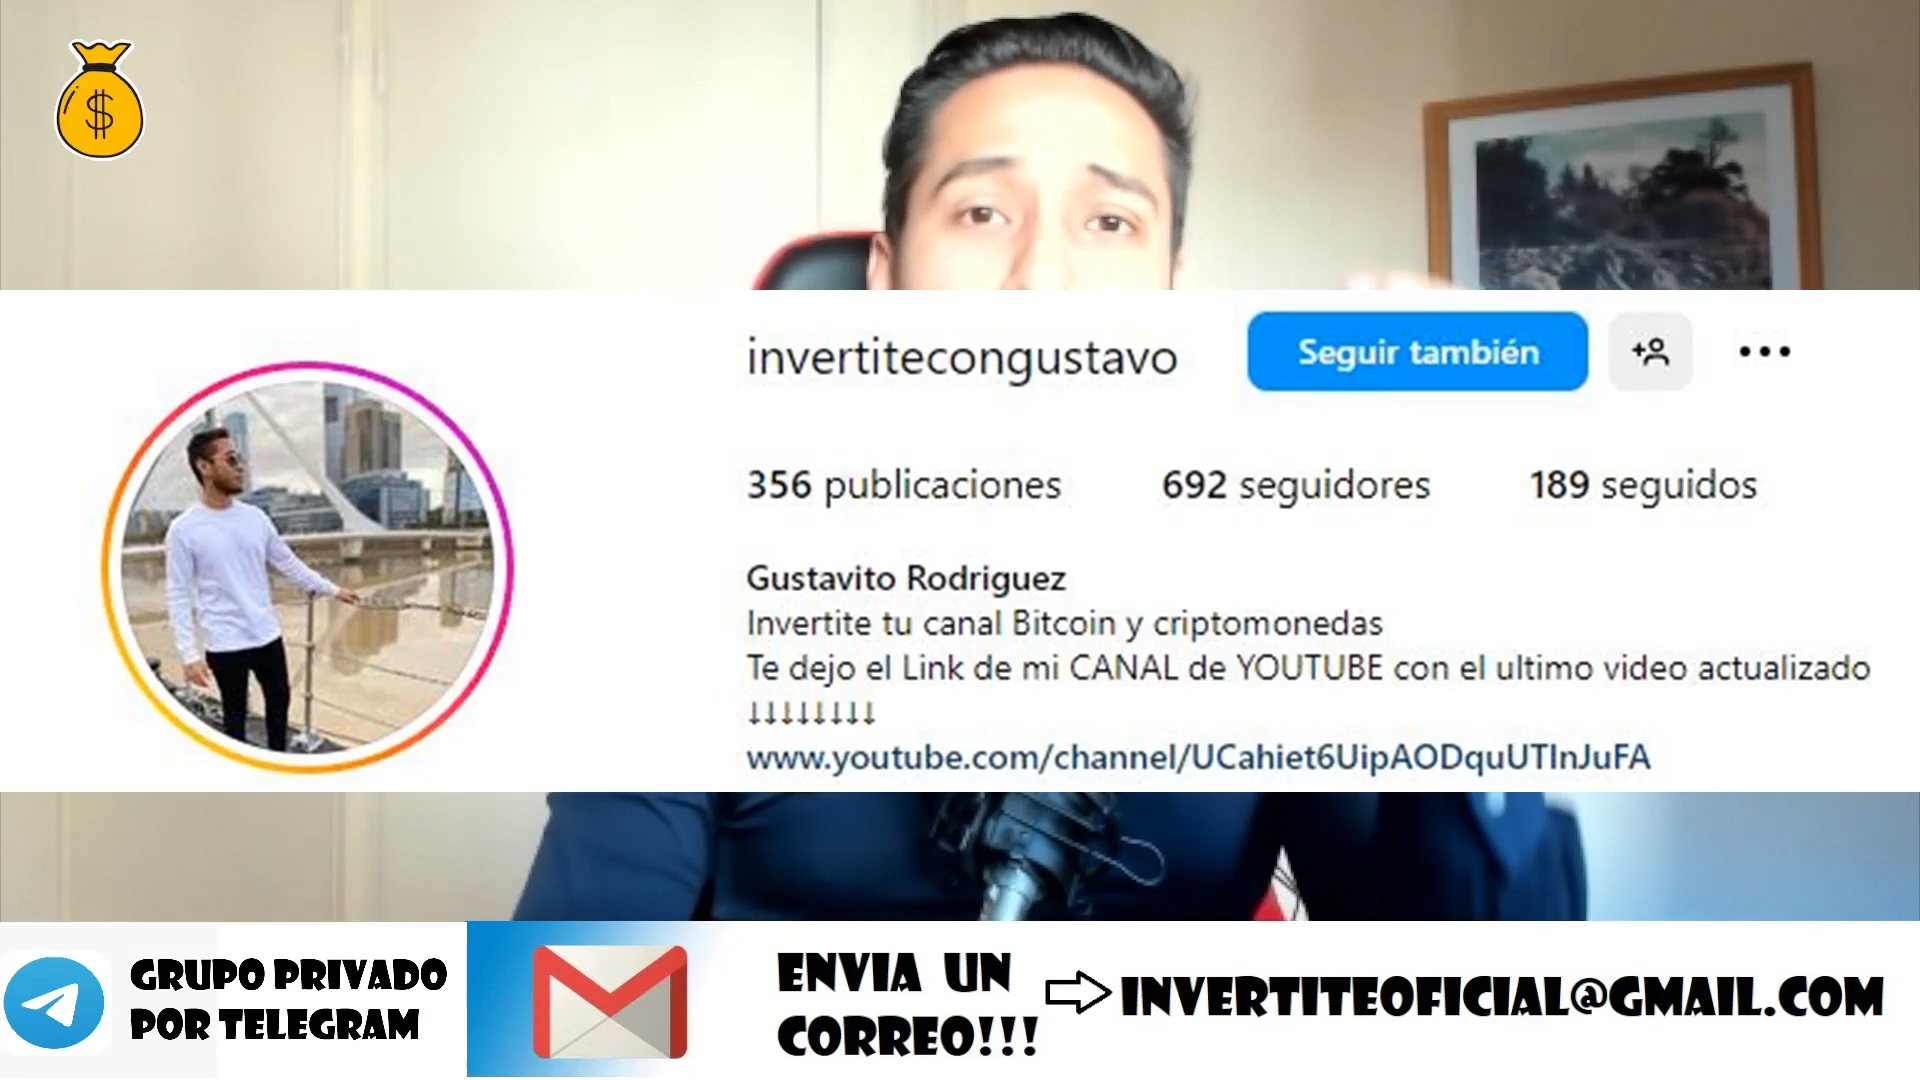 $
invertitecongustavo
Seguir también
356 publicaciones 692 seguidores 189 seguidos
Gustavito Rodriguez
Invertite tu canal Bitcoin y criptomonedas
Te dejo el Link de mi CANAL de YOUTUBE con el ultimo video actualizado
↓↓↓↓↓↓↓↓
www.youtube.com/channel/UCahiet6UipAODquUTInJuFA
GRUPO PRIVADO
POR TELEGRAM
ENVIA UN
CORREO!!!
INVERTITEOFICIAL@GMAIL.COM